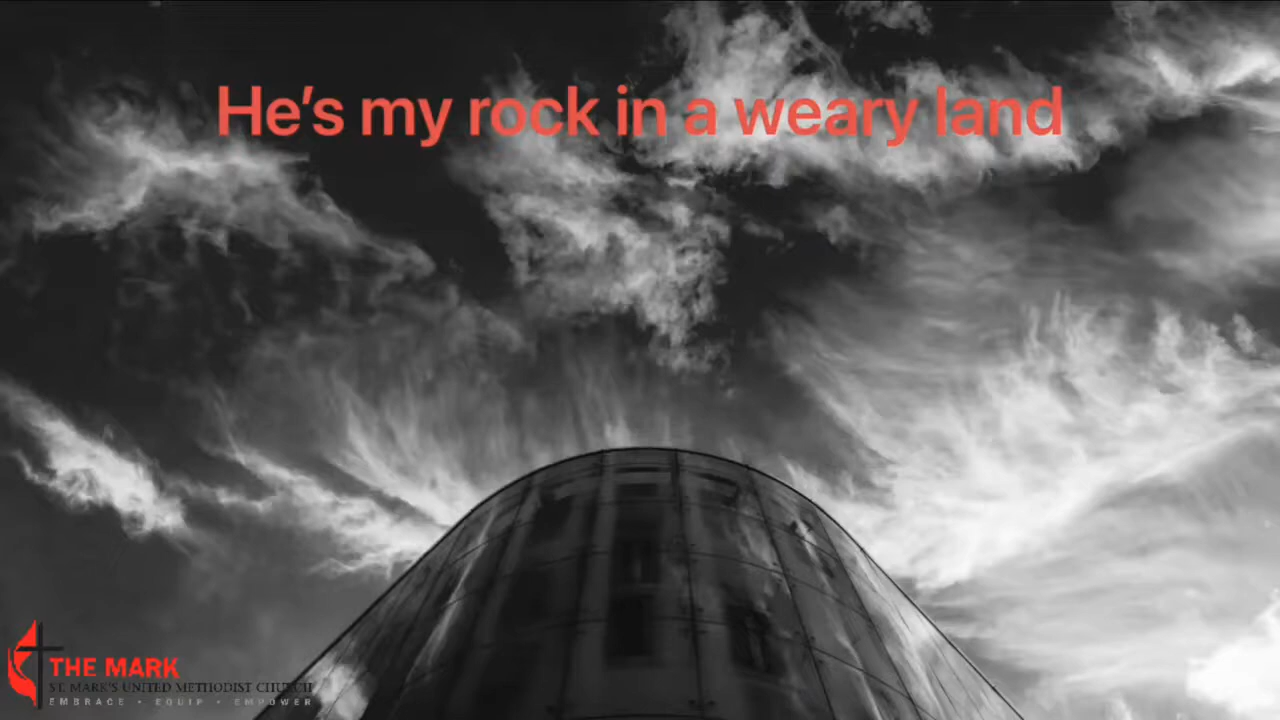 He's my rock in a weary land
THE MARK
ST. MARK'S UNITED METHODIST CHURCH
EMBRACE • EQUIP • EMPOWER